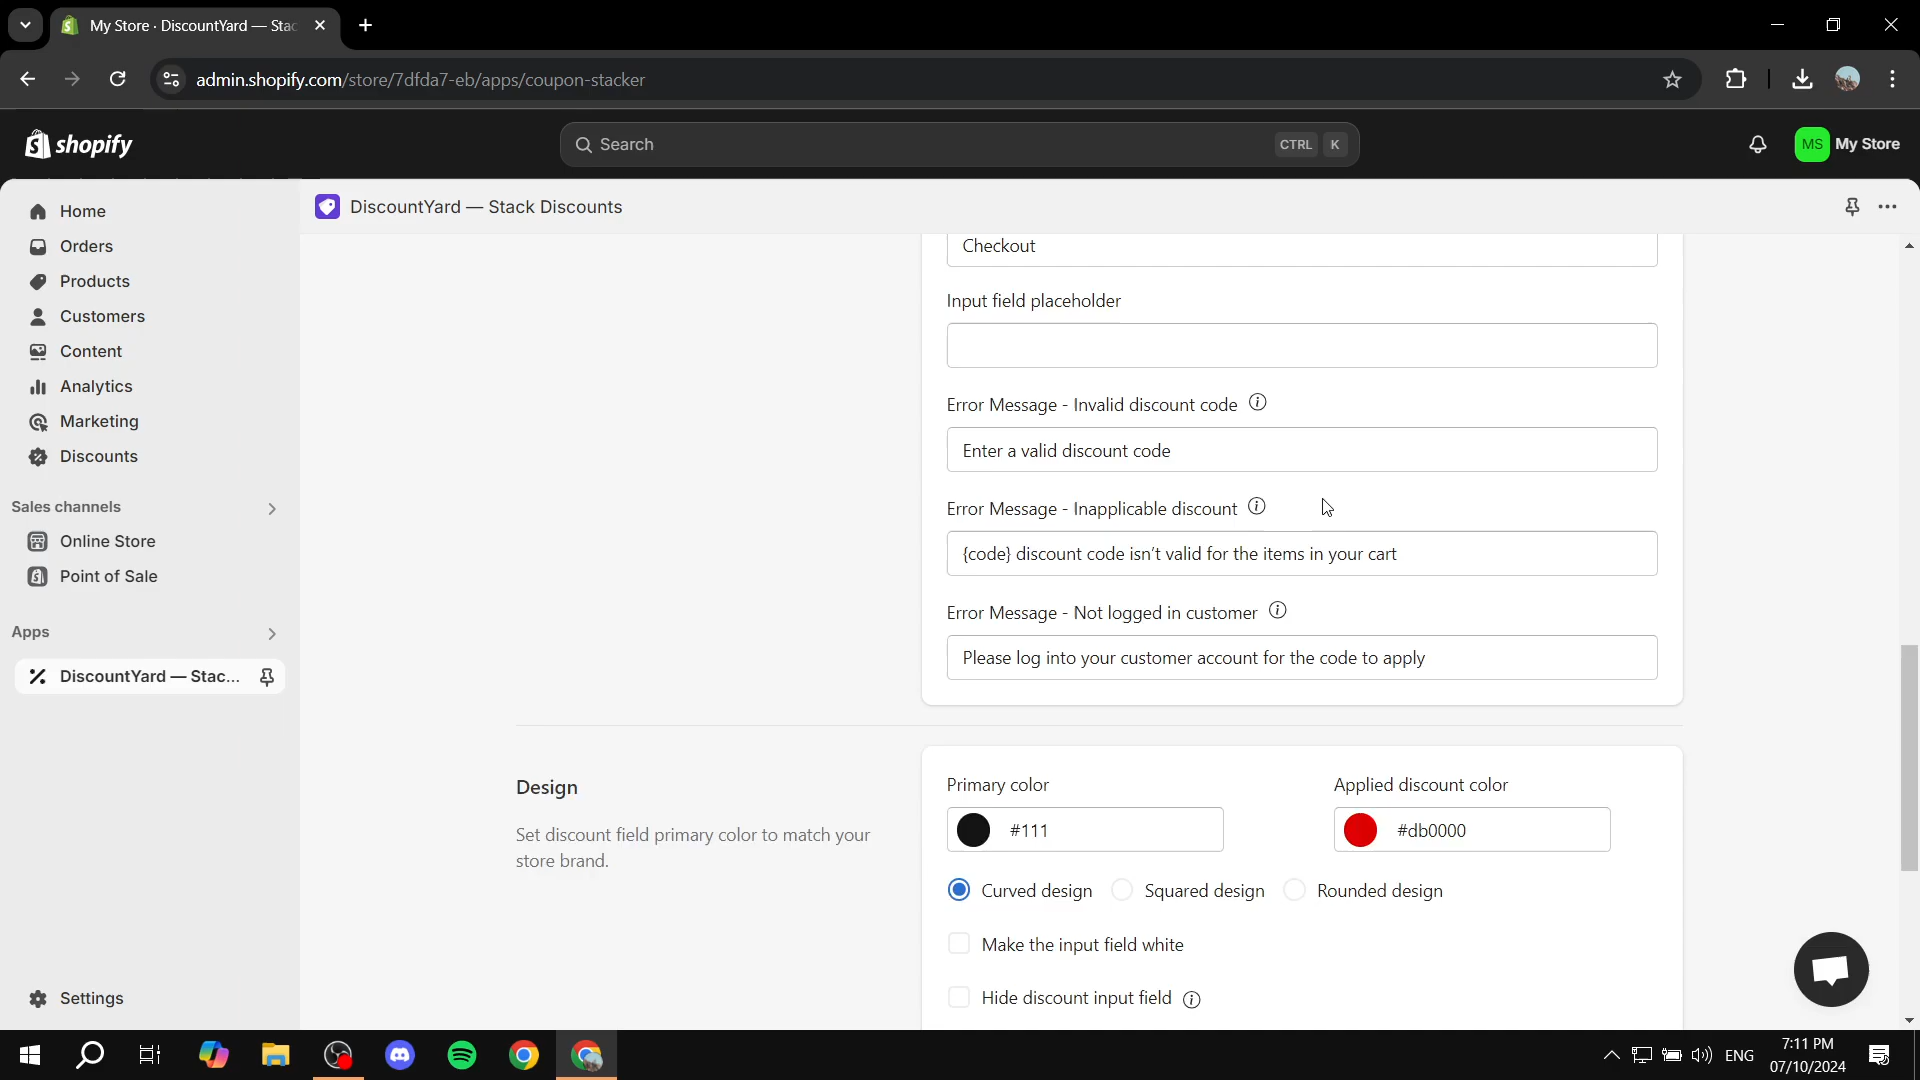 My Store · DiscountYard — Stac
admin.shopify.com/store/7dfda7-eb/apps/coupon-stacker
shopify
Search
CTRL K
MS My Store
Home
Orders
Products
Customers
Content
Analytics
Marketing
Discounts
Sales channels
Online Store
Point of Sale
Apps
DiscountYard — Stac...
Settings
DiscountYard — Stack Discounts
Checkout
Input field placeholder
Error Message - Invalid discount code
Enter a valid discount code
Error Message - Inapplicable discount
{code} discount code isn't valid for the items in your cart
Error Message - Not logged in customer
Please log into your customer account for the code to apply
Design
Set discount field primary color to match your
store brand.
Primary color
#111
Applied discount color
#db0000
Curved design
Squared design
Rounded design
Make the input field white
Hide discount input field
ENG
7:11 PM
07/10/2024